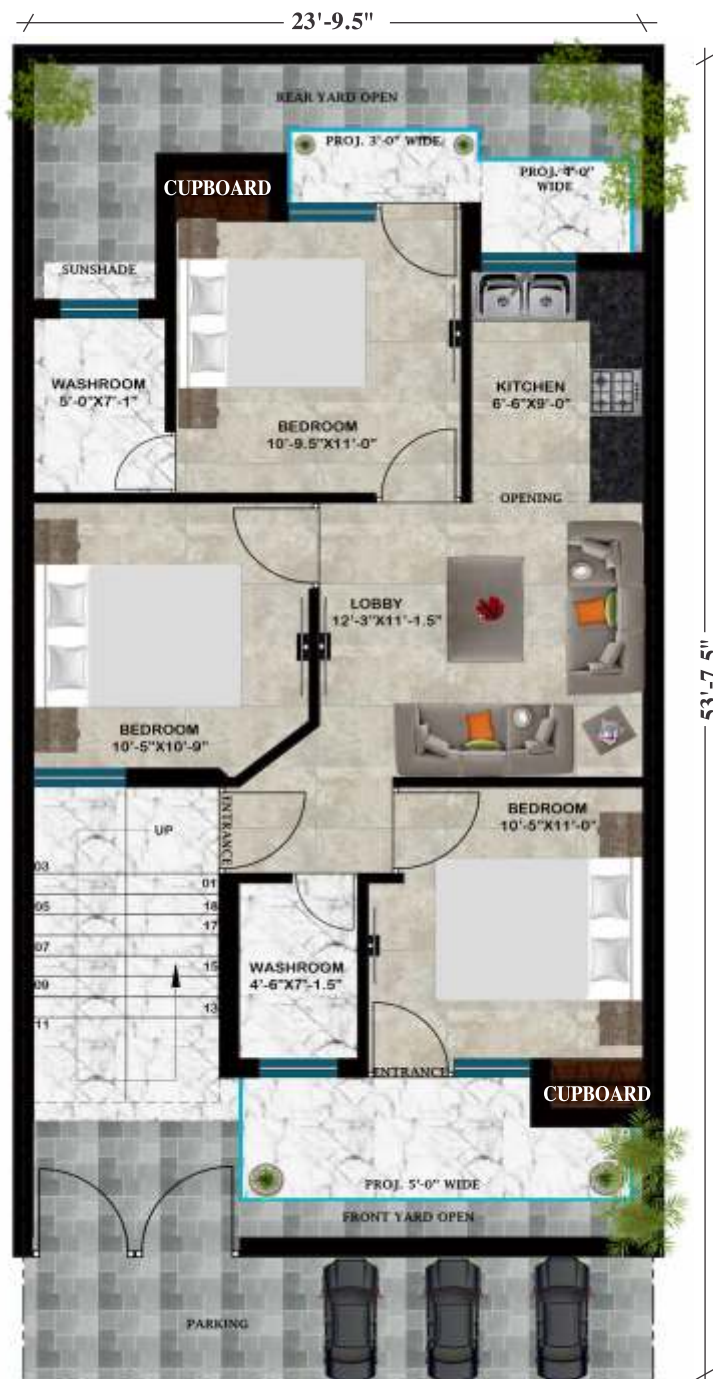 23'-9.5"
REAR YARD OPEN
PROJ. 3'-0" WIDE
PROJ. 4'-0"
WIDE
CUPBOARD
SUNSHADE
WASHROOM
5'-0"X7'-1"
BEDROOM
10'-9.5"X11'-0"
KITCHEN
6'-6"X9'-0"
OPENING
LOBBY
12'-3"X11'-1.5"
53'-7.5"
BEDROOM
10'-5"X10'-9"
UP
ENTRANCE
BEDROOM
10'-5"X11'-0"
03
01
05
18
17
07
15
09
13
11
WASHROOM
4'-6"X7'-1.5"
ENTRANCE
CUPBOARD
PROJ. 5'-0" WIDE
FRONT YARD OPEN
PARKING